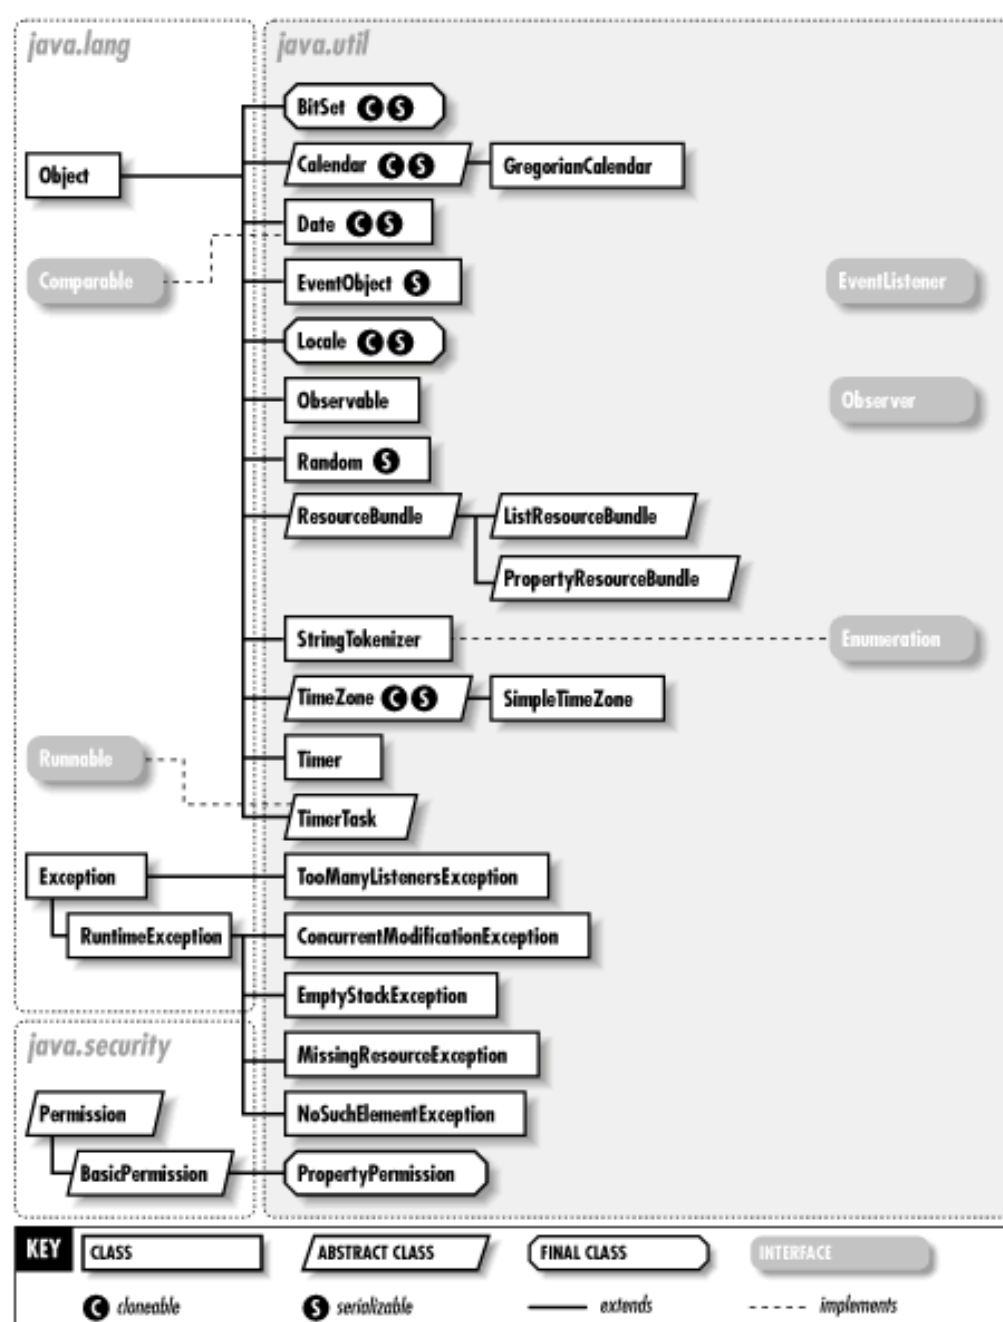 java.lang
java.util
BitSet C S
Object
Calendar C S
GregorianCalendar
Date C S
Comparable
EventObject S
EventListener
Locale C S
Observable
Observer
Random S
ResourceBundle
ListResourceBundle
PropertyResourceBundle
StringTokenizer
Enumeration
TimeZone C S
SimpleTimeZone
Runnable
Timer
TimerTask
Exception
TooManyListenersException
RuntimeException
ConcurrentModificationException
EmptyStackException
java.security
MissingResourceException
Permission
NoSuchElementException
BasicPermission
PropertyPermission
KEY
CLASS
ABSTRACT CLASS
FINAL CLASS
INTERFACE
C cloneable
S serializable
extends
implements